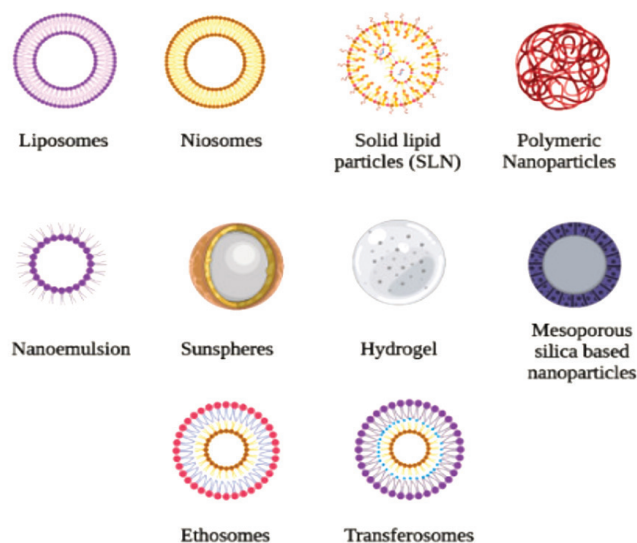 Liposomes
Niosomes
Solid lipid
particles (SLN)
Polymeric
Nanoparticles
Nanoemulsion
Sunspheres
Hydrogel
Mesoporous
silica based
nanoparticles
Ethosomes
Transferosomes